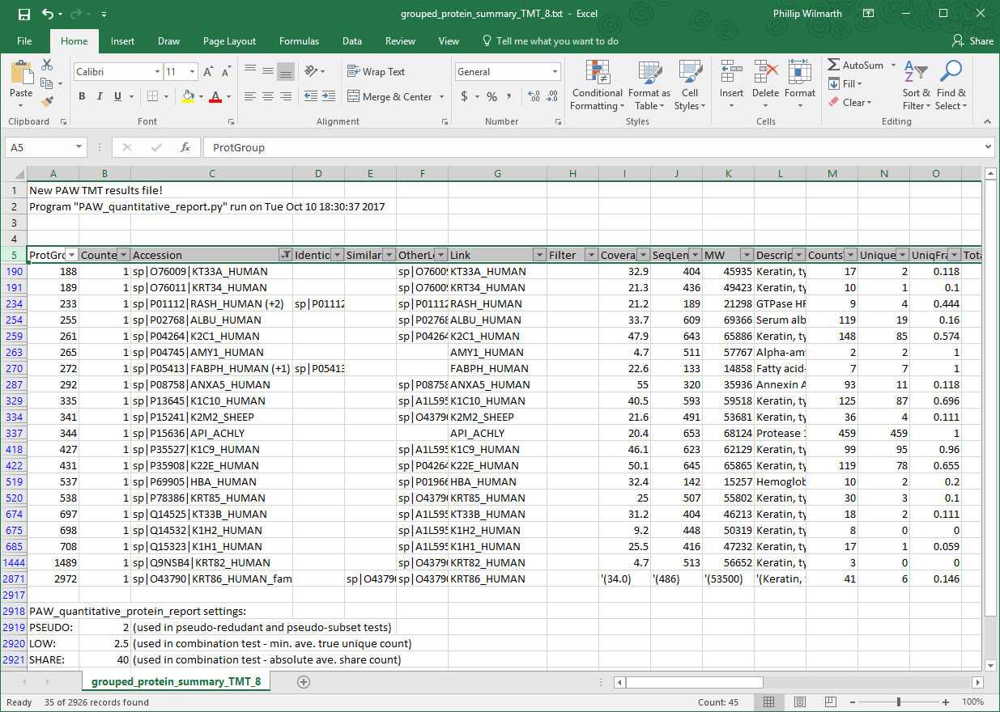 grouped_protein_summary_TMT_8.txt - Excel
Phillip Wilmarth
File Home Insert Draw Page Layout Formulas Data Review View Tell me what you want to do Share
Calibri 11 Wrap Text General AutoSum
Paste Conditional Format as Cell Insert Delete Format Fill Sort & Find &
B I U A Merge & Center $ % , Formatting Table Styles Clear Filter Select
Clipboard Font Alignment Number Styles Cells Editing
A5 fx ProtGroup
A B C D E F G H I J K L M N O
1 New PAW TMT results file!
2 Program "PAW_quantitative_report.py" run on Tue Oct 10 18:30:37 2017
3
4
5 ProtGro Counte Accession Identic Similar OtherLo Link Filter Covera SeqLen MW Descrip Counts Unique UniqFra Tota
190 188 1 sp|O76009|KT33A_HUMAN sp|O76009 KT33A_HUMAN 32.9 404 45935 Keratin, ty 17 2 0.118
191 189 1 sp|O76011|KRT34_HUMAN sp|O76009 KRT34_HUMAN 21.3 436 49423 Keratin, ty 10 1 0.1
234 233 1 sp|P01112|RASH_HUMAN (+2) sp|P01112 sp|P01112 RASH_HUMAN 21.2 189 21298 GTPase HR 9 4 0.444
254 255 1 sp|P02768|ALBU_HUMAN sp|P02768 ALBU_HUMAN 33.7 609 69366 Serum alb 119 19 0.16
259 261 1 sp|P04264|K2C1_HUMAN sp|P04264 K2C1_HUMAN 47.9 643 65886 Keratin, ty 148 85 0.574
263 265 1 sp|P04745|AMY1_HUMAN AMY1_HUMAN 4.7 511 57767 Alpha-am 2 2 1
270 272 1 sp|P05413|FABPH_HUMAN (+1) sp|P05413 FABPH_HUMAN 22.6 133 14858 Fatty acid- 7 7 1
287 292 1 sp|P08758|ANXA5_HUMAN sp|P08758 ANXA5_HUMAN 55 320 35936 Annexin A 93 11 0.118
329 335 1 sp|P13645|K1C10_HUMAN sp|A1L595 K1C10_HUMAN 40.5 593 59518 Keratin, ty 125 87 0.696
334 341 1 sp|P15241|K2M2_SHEEP sp|O43790 K2M2_SHEEP 21.6 491 53681 Keratin, ty 36 4 0.111
337 344 1 sp|P15636|API_ACHLY API_ACHLY 20.4 653 68124 Protease 1 459 459 1
418 427 1 sp|P35527|K1C9_HUMAN sp|A1L595 K1C9_HUMAN 46.1 623 62129 Keratin, ty 99 95 0.96
422 431 1 sp|P35908|K22E_HUMAN sp|P04264 K22E_HUMAN 50.1 645 65865 Keratin, ty 119 78 0.655
519 537 1 sp|P69905|HBA_HUMAN sp|P01966 HBA_HUMAN 32.4 142 15257 Hemoglob 10 2 0.2
520 538 1 sp|P78386|KRT85_HUMAN sp|O43790 KRT85_HUMAN 25 507 55802 Keratin, ty 30 3 0.1
674 697 1 sp|Q14525|KT33B_HUMAN sp|A1L595 KT33B_HUMAN 31.2 404 46213 Keratin, ty 18 2 0.111
675 698 1 sp|Q14532|K1H2_HUMAN sp|A1L595 K1H2_HUMAN 9.2 448 50319 Keratin, ty 8 0 0
685 708 1 sp|Q15323|K1H1_HUMAN sp|A1L595 K1H1_HUMAN 25.5 416 47232 Keratin, ty 17 1 0.059
1444 1489 1 sp|Q9NSB4|KRT82_HUMAN sp|O43790 KRT82_HUMAN 4.7 513 56652 Keratin, ty 3 0 0
2871 2972 1 sp|O43790|KRT86_HUMAN_fam sp|O43790 sp|O43790 KRT86_HUMAN '(34.0) '(486) '(53500) '(Keratin, 41 6 0.146
2917
2918 PAW_quantitative_protein_report settings:
2919 PSEUDO: 2 (used in pseudo-redudant and pseudo-subset tests)
2920 LOW: 2.5 (used in combination test - min. ave. true unique count)
2921 SHARE: 40 (used in combination test - absolute ave. share count)
grouped_protein_summary_TMT_8
Ready 35 of 2926 records found Count: 45 100%